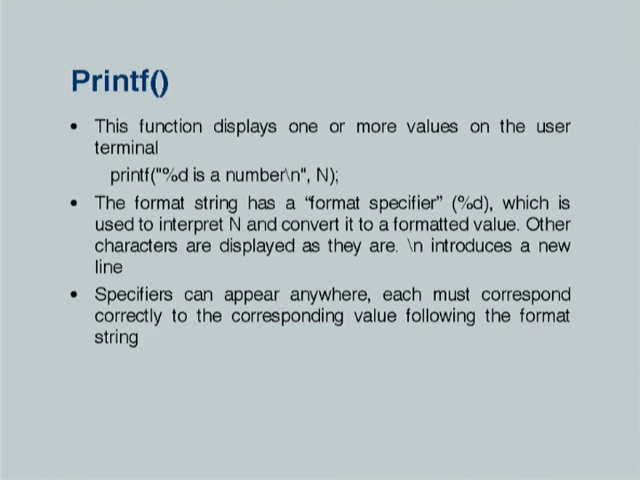 Printf()
• This function displays one or more values on the user
terminal
printf("%d is a number\n", N);
• The format string has a “format specifier” (%d), which is
used to interpret N and convert it to a formatted value. Other
characters are displayed as they are. \n introduces a new
line
• Specifiers can appear anywhere, each must correspond
correctly to the corresponding value following the format
string